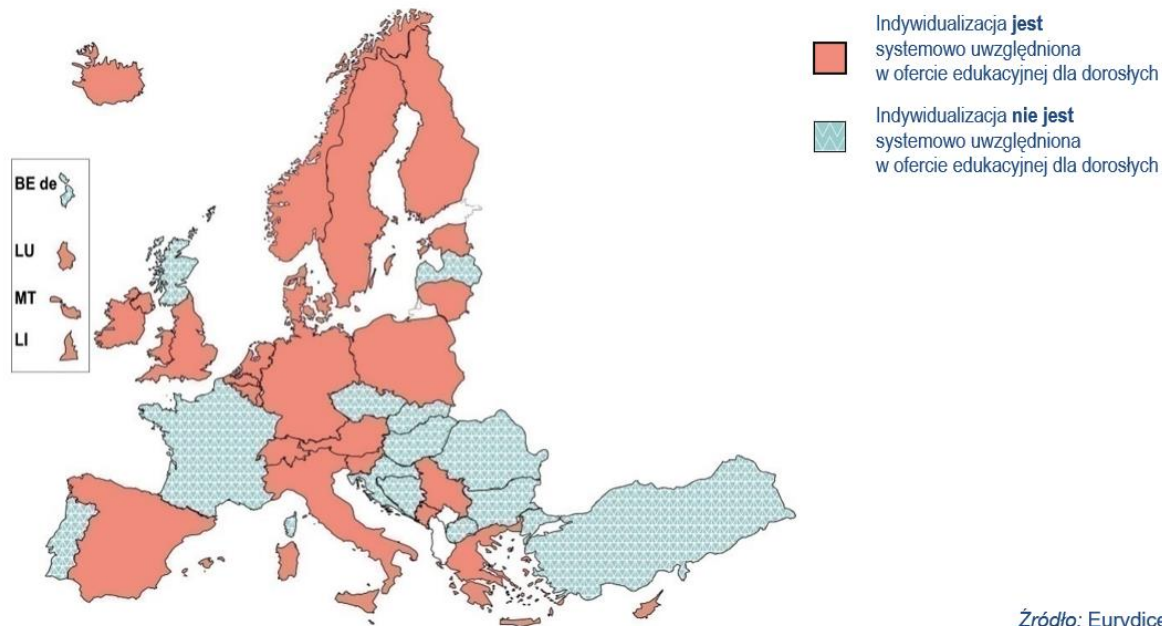 Indywidualizacja jest
systemowo uwzględniona
w ofercie edukacyjnej dla dorosłych
Indywidualizacja nie jest
systemowo uwzględniona
w ofercie edukacyjnej dla dorosłych
BE de
LU
MT
LI
Źródło: Eurydice